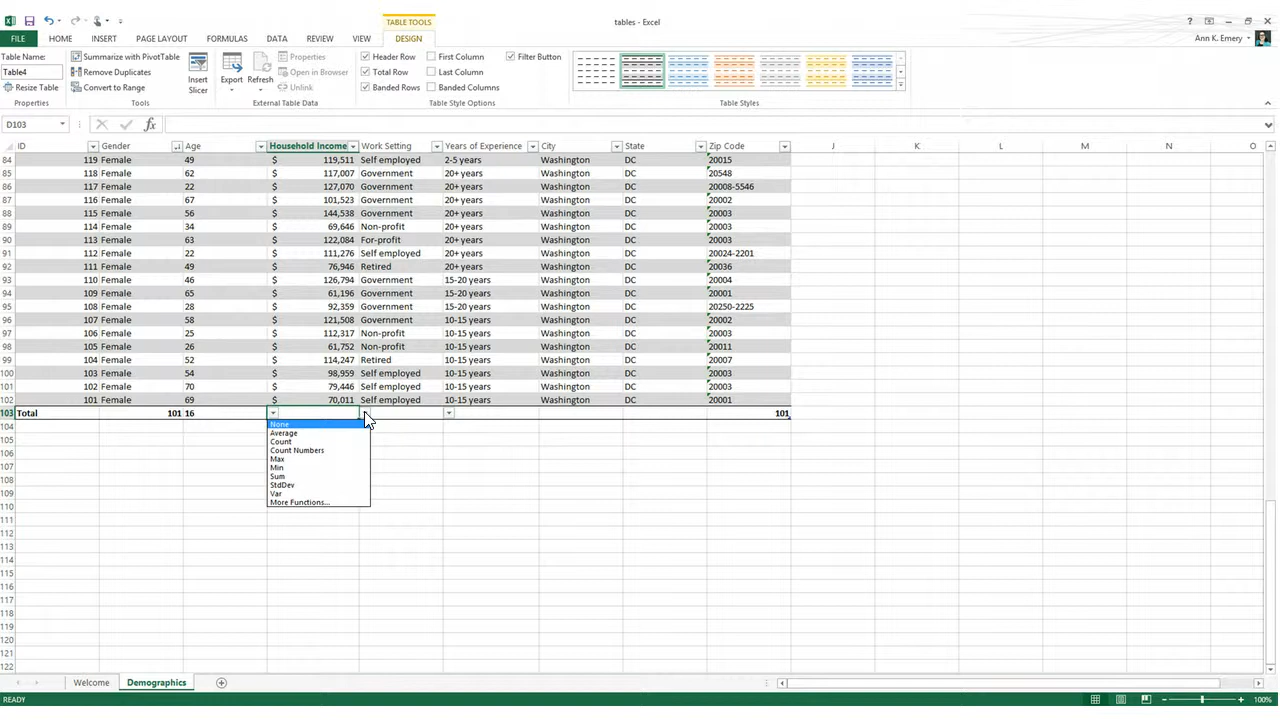 tables - Excel
TABLE TOOLS
FILE HOME INSERT PAGE LAYOUT FORMULAS DATA REVIEW VIEW DESIGN
Ann K. Emery
Table Name:
Table4
Resize Table
Properties
Summarize with PivotTable
Remove Duplicates
Convert to Range
Tools
Insert
Slicer
Export
Refresh
Properties
Open in Browser
Unlink
External Table Data
Header Row First Column Filter Button
Total Row Last Column
Banded Rows Banded Columns
Table Style Options
Table Styles
D103 fx
ID Gender Age Household Income Work Setting Years of Experience City State Zip Code J K L M N O
84 119 Female 49 $ 119,511 Self employed 2-5 years Washington DC 20015
85 118 Female 62 $ 117,007 Government 20+ years Washington DC 20548
86 117 Female 22 $ 127,070 Government 20+ years Washington DC 20008-5546
87 116 Female 67 $ 101,523 Government 20+ years Washington DC 20002
88 115 Female 56 $ 144,538 Government 20+ years Washington DC 20003
89 114 Female 34 $ 69,646 Non-profit 20+ years Washington DC 20003
90 113 Female 63 $ 122,084 For-profit 20+ years Washington DC 20003
91 112 Female 22 $ 111,276 Self employed 20+ years Washington DC 20024-2201
92 111 Female 49 $ 76,946 Retired 20+ years Washington DC 20036
93 110 Female 46 $ 126,794 Government 15-20 years Washington DC 20004
94 109 Female 65 $ 61,196 Government 15-20 years Washington DC 20001
95 108 Female 28 $ 92,359 Government 15-20 years Washington DC 20250-2225
96 107 Female 58 $ 121,508 Government 10-15 years Washington DC 20002
97 106 Female 25 $ 112,317 Non-profit 10-15 years Washington DC 20003
98 105 Female 26 $ 61,752 Non-profit 10-15 years Washington DC 20011
99 104 Female 52 $ 114,247 Retired 10-15 years Washington DC 20007
100 103 Female 54 $ 98,959 Self employed 10-15 years Washington DC 20003
101 102 Female 70 $ 79,446 Self employed 10-15 years Washington DC 20003
102 101 Female 69 $ 70,011 Self employed 10-15 years Washington DC 20001
103 Total 101 16 101
104 None
Average
105 Count
Count Numbers
106 Max
107 Min
Sum
108 StdDev
109 Var
110 More Functions...
111
112
113
114
115
116
117
118
119
120
121
122
Welcome Demographics
READY 100%